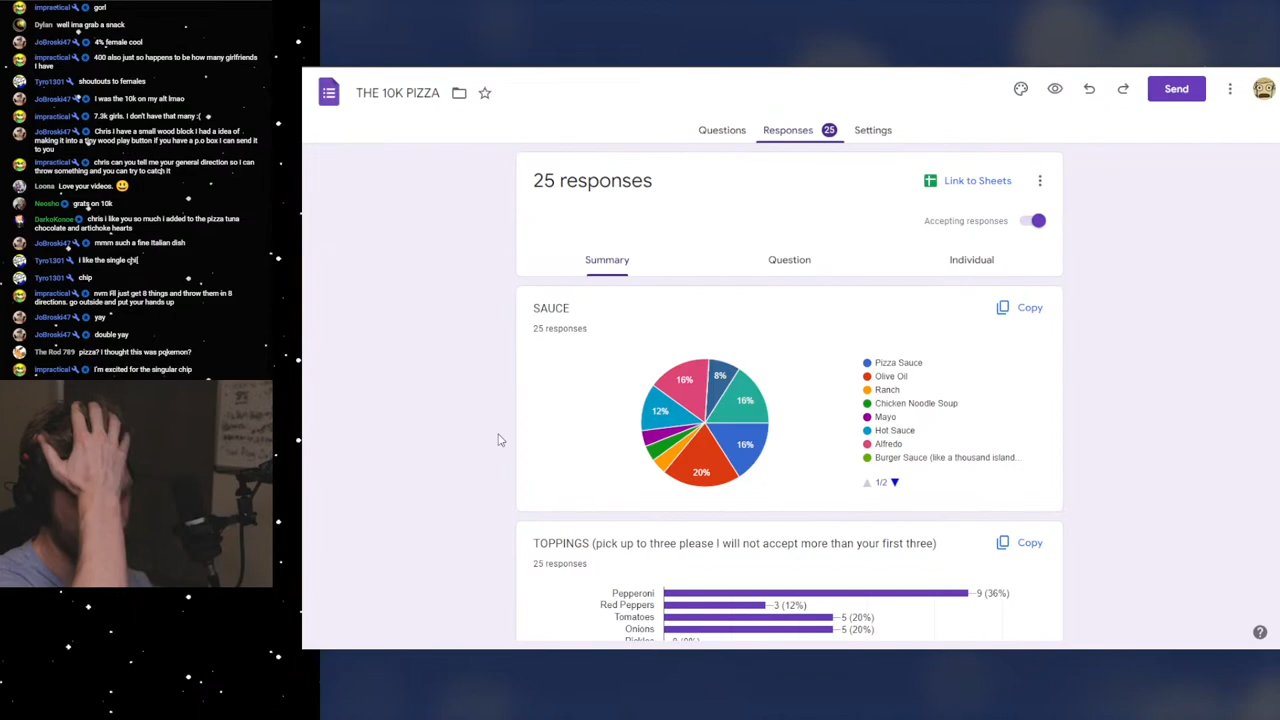 impractical gorl
Dylan well ima grab a snack
JoBroski47 4% female cool
impractical 400 also just so happens to be how many girlfriends
I have
Tyro1301 shoutouts to females
JoBroski47 I was the 10k on my alt lmao
impractical 7.3k girls. I don't have that many :(
JoBroski47 Chris I have a small wood block I had a idea of
making it into a tiny wood play button if you have a p.o box I can send it
to you
impractical chris can you tell me your general direction so I can
throw something and you can try to catch it
Loona Love your videos.
Neosho grats on 10k
DarkoKonoe chris i like you so much i added to the pizza tuna
chocolate and artichoke hearts
JoBroski47 mmm such a fine Italian dish
Tyro1301 i like the single chi[
Tyro1301 chip
impractical nvm I'll just get 8 things and throw them in 8
directions. go outside and put your hands up
JoBroski47 yay
JoBroski47 double yay
The Rod 789 pizza? I thought this was pokemon?
impractical I'm excited for the singular chip
THE 10K PIZZA
Send
Questions Responses 25 Settings
25 responses
Link to Sheets
Accepting responses
Summary Question Individual
SAUCE
Copy
25 responses
16%
8%
16%
12%
16%
20%
Pizza Sauce
Olive Oil
Ranch
Chicken Noodle Soup
Mayo
Hot Sauce
Alfredo
Burger Sauce (like a thousand island...
1/2
TOPPINGS (pick up to three please I will not accept more than your first three)
Copy
25 responses
Pepperoni 9 (36%)
Red Peppers 3 (12%)
Tomatoes 5 (20%)
Onions 5 (20%)